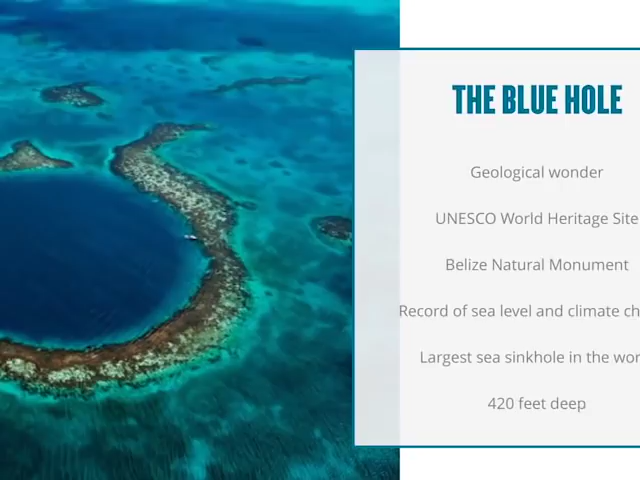 THE BLUE HOLE
Geological wonder
UNESCO World Heritage Site
Belize Natural Monument
Record of sea level and climate
Largest sea sinkhole in the
420 feet deep